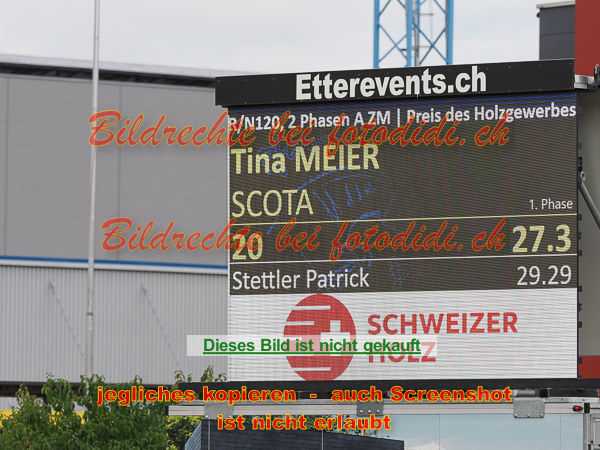 Etterevents.ch
R/N120, 2 Phasen A ZM | Preis des Holzgewerbes
Bildrechte bei fotodidi.ch
Tina MEIER
SCOTA
1. Phase
Bildrechte bei fotodidi.ch
20 27.3
Stettler Patrick 29.29
SCHWEIZER
HOLZ
Dieses Bild ist nicht gekauft
jegliches kopieren - auch Screenshot
ist nicht erlaubt